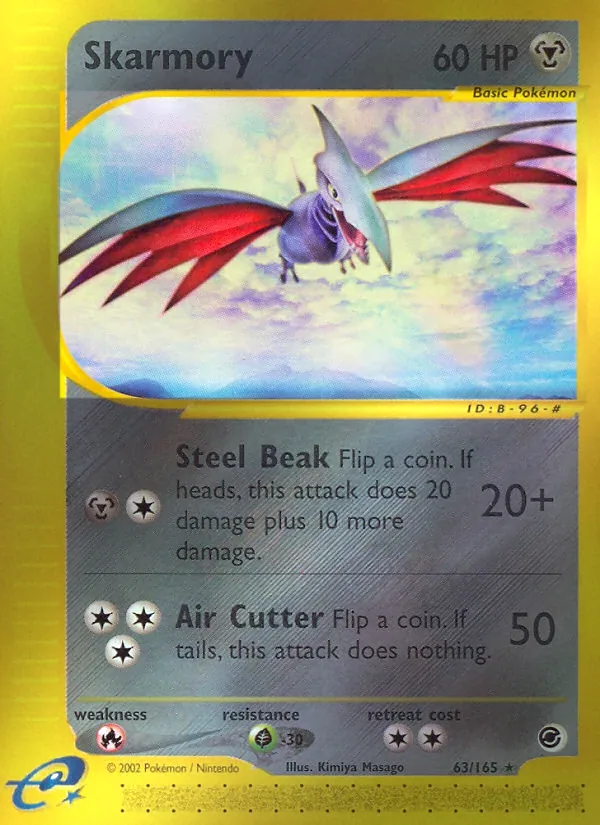 Skarmory 60 HP
Basic Pokémon
ID:B-96-#
Steel Beak Flip a coin. If
heads, this attack does 20
damage plus 10 more
damage.
20+
Air Cutter Flip a coin. If
tails, this attack does nothing.
50
weakness resistance retreat cost
-30
© 2002 Pokémon / Nintendo Illus. Kimiya Masago 63/165 ★
e